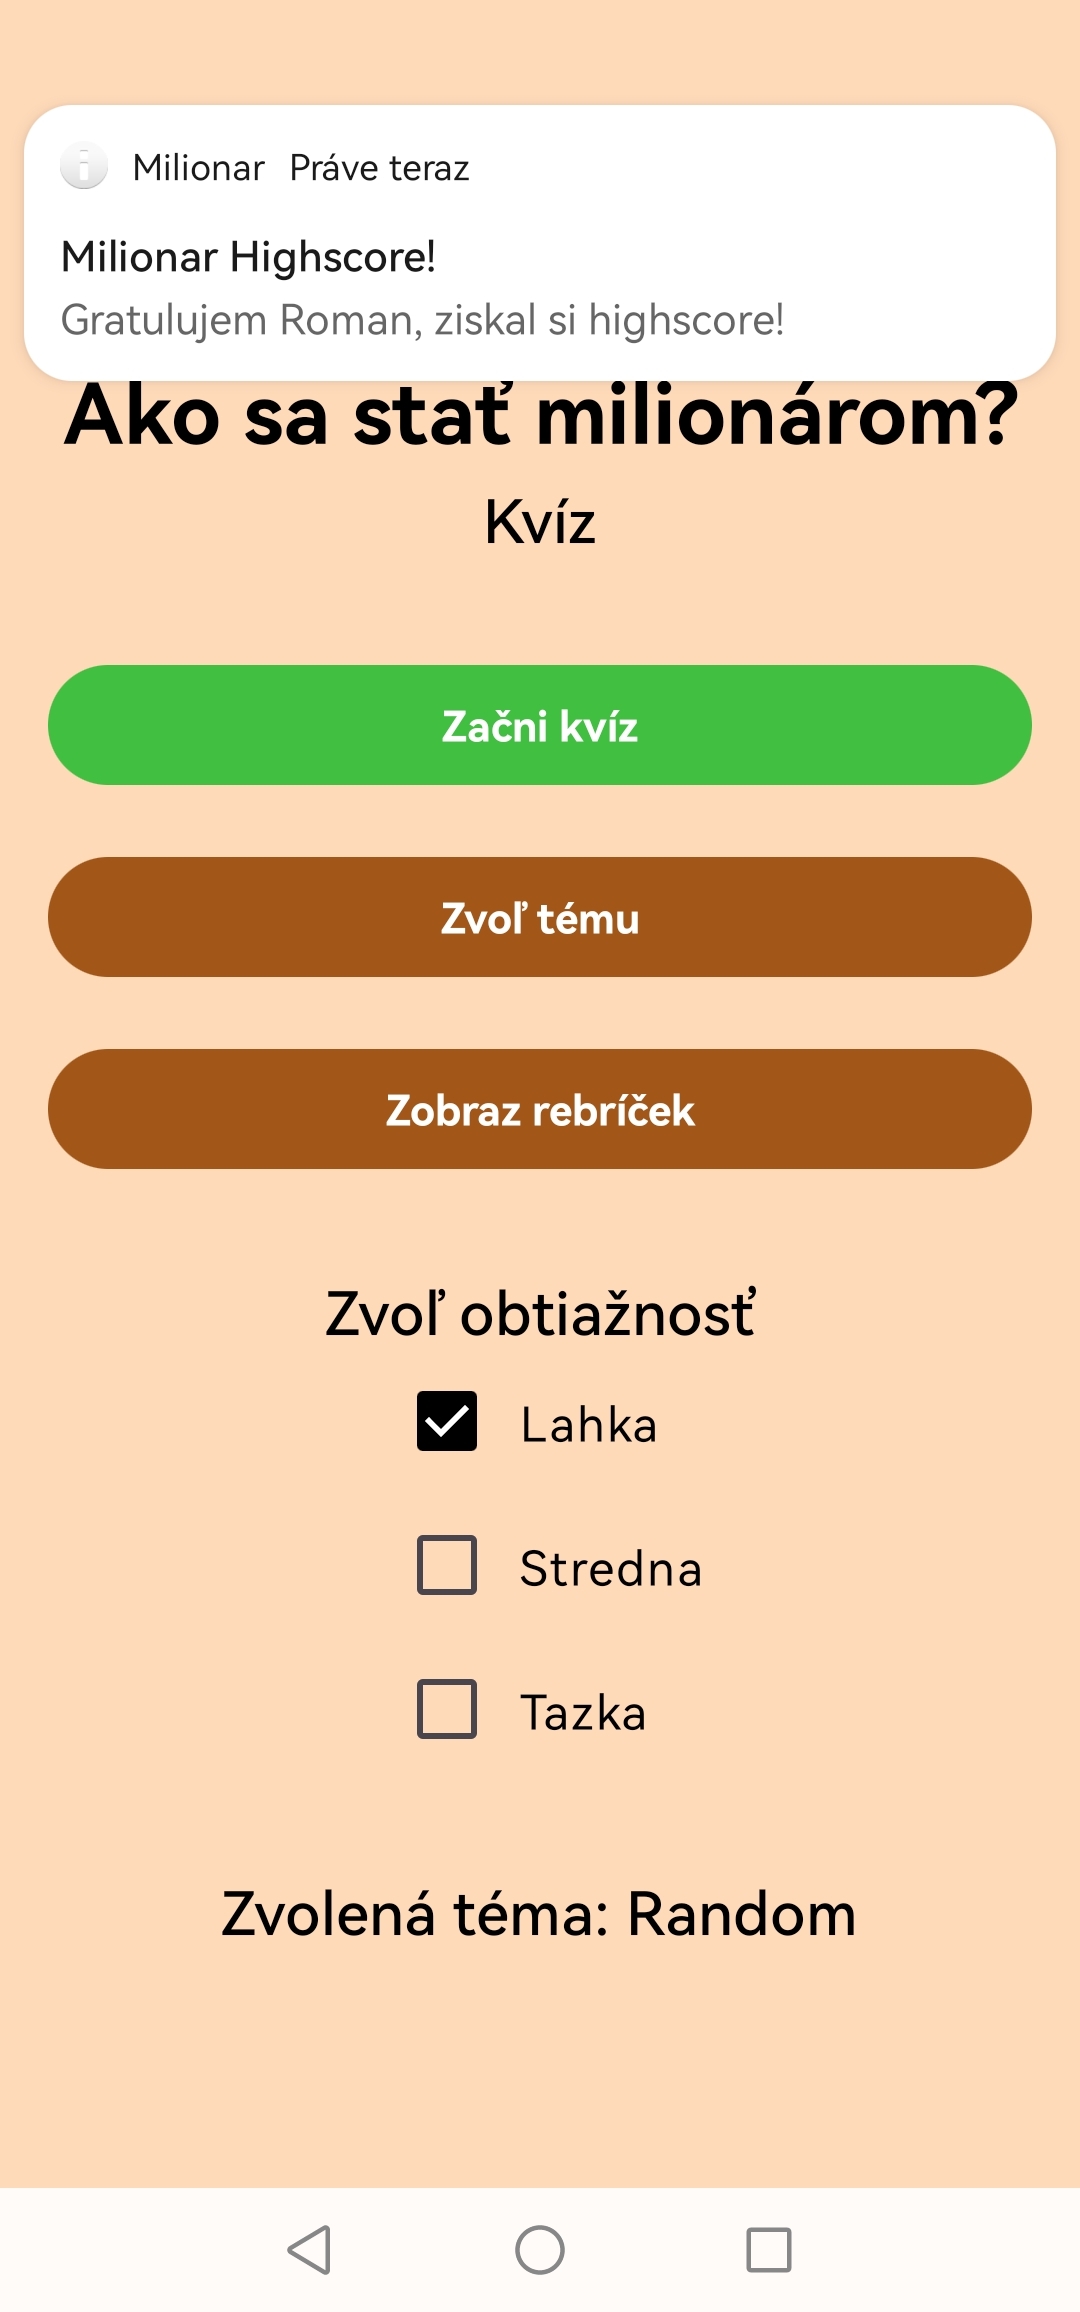 Milionar Práve teraz
Milionar Highscore!
Gratulujem Roman, ziskal si highscore!
Ako sa stať milionárom?
Kvíz
Začni kvíz
Zvoľ tému
Zobraz rebríček
Zvoľ obtiažnosť
Lahka
Stredna
Tazka
Zvolená téma: Random